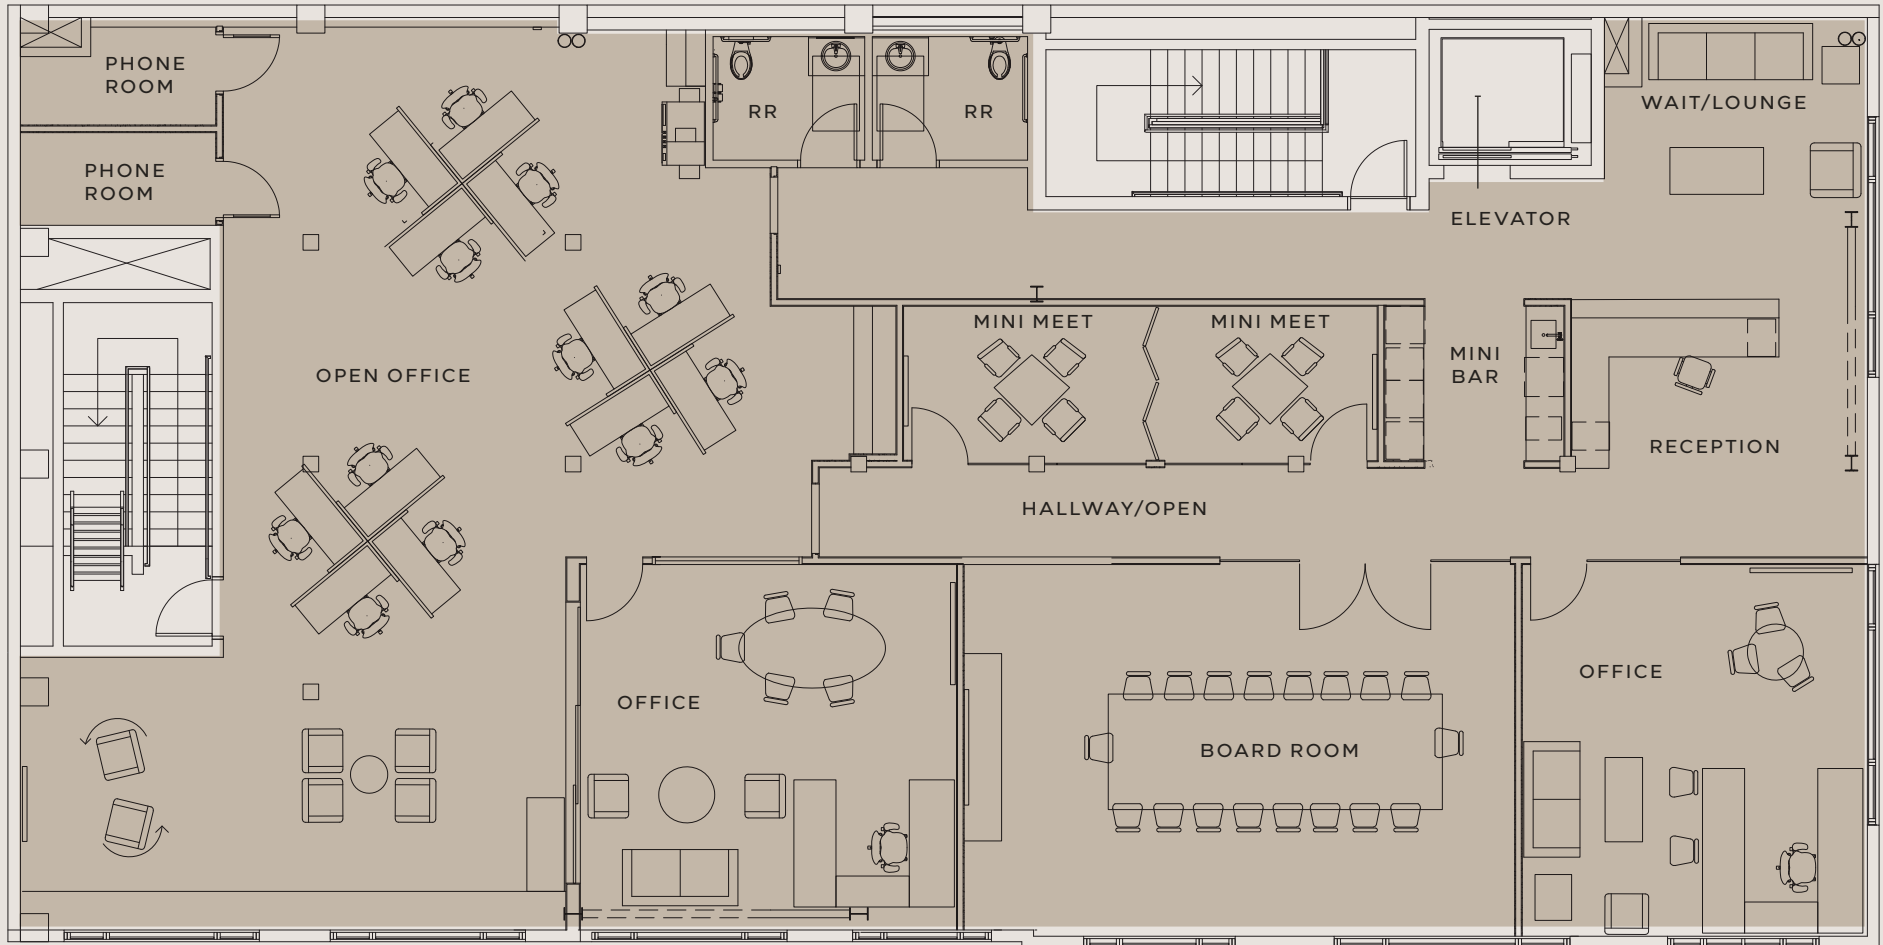 PHONE
ROOM
PHONE
ROOM
RR
RR
WAIT/LOUNGE
ELEVATOR
OPEN OFFICE
MINI MEET
MINI MEET
MINI
BAR
RECEPTION
HALLWAY/OPEN
OFFICE
BOARD ROOM
OFFICE